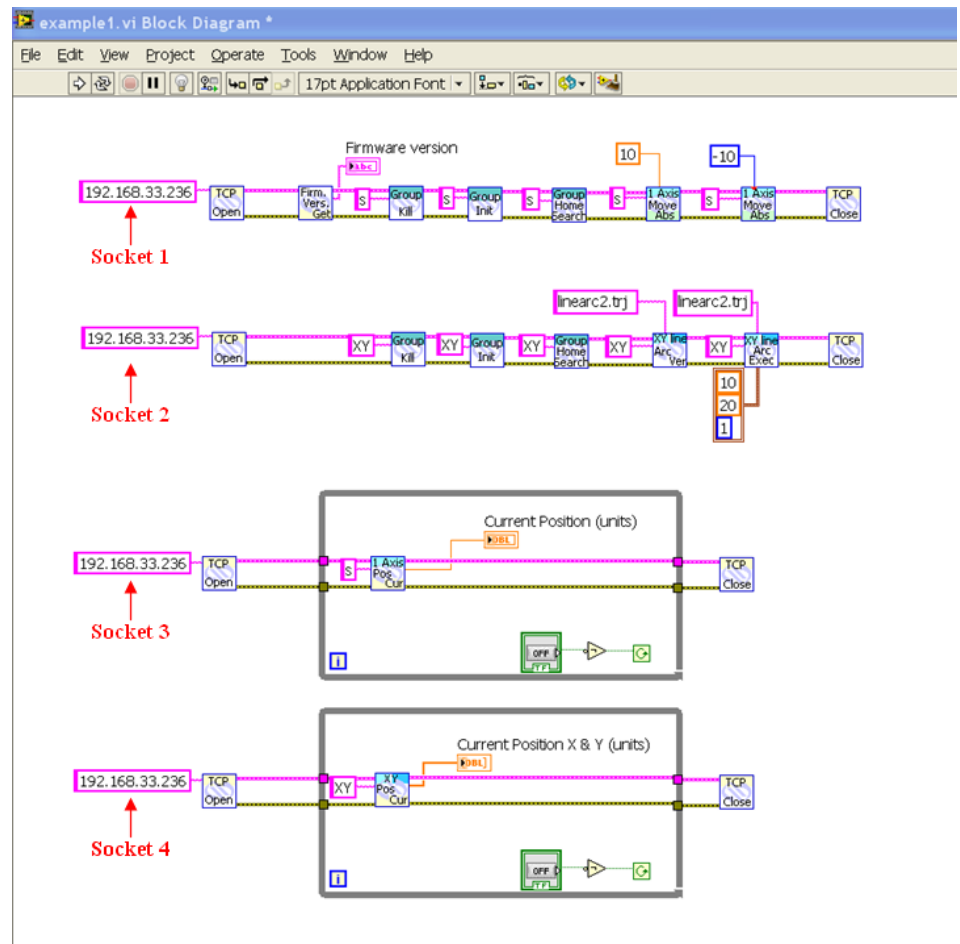 example1.vi Block Diagram *
File Edit View Project Operate Tools Window Help
17pt Application Font
Firmware version
abc
10
-10
192.168.33.236
TCP Open
Firm. Vers. Get
S
Group Kill
S
Group Init
S
Group Home Search
S
1 Axis Move Abs
S
1 Axis Move Abs
TCP Close
Socket 1
linearc2.trj
linearc2.trj
192.168.33.236
TCP Open
XY
Group Kill
XY
Group Init
XY
Group Home Search
XY
XY line Arc Ver
XY
XY line Arc Exec
TCP Close
10
20
1
Socket 2
Current Position (units)
DBL
192.168.33.236
TCP Open
S
1 Axis Pos Cur
TCP Close
Socket 3
OFF
TF
i
Current Position X & Y (units)
[DBL]
192.168.33.236
TCP Open
XY
XY Pos Cur
TCP Close
Socket 4
OFF
TF
i